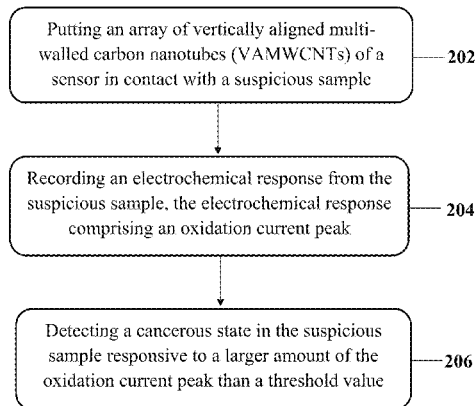 Putting an array of vertically aligned multi-
walled carbon nanotubes (VAMWCNTs) of a
sensor in contact with a suspicious sample
202
Recording an electrochemical response from the
suspicious sample, the electrochemical response
comprising an oxidation current peak
204
Detecting a cancerous state in the suspicious
sample responsive to a larger amount of the
oxidation current peak than a threshold value
206